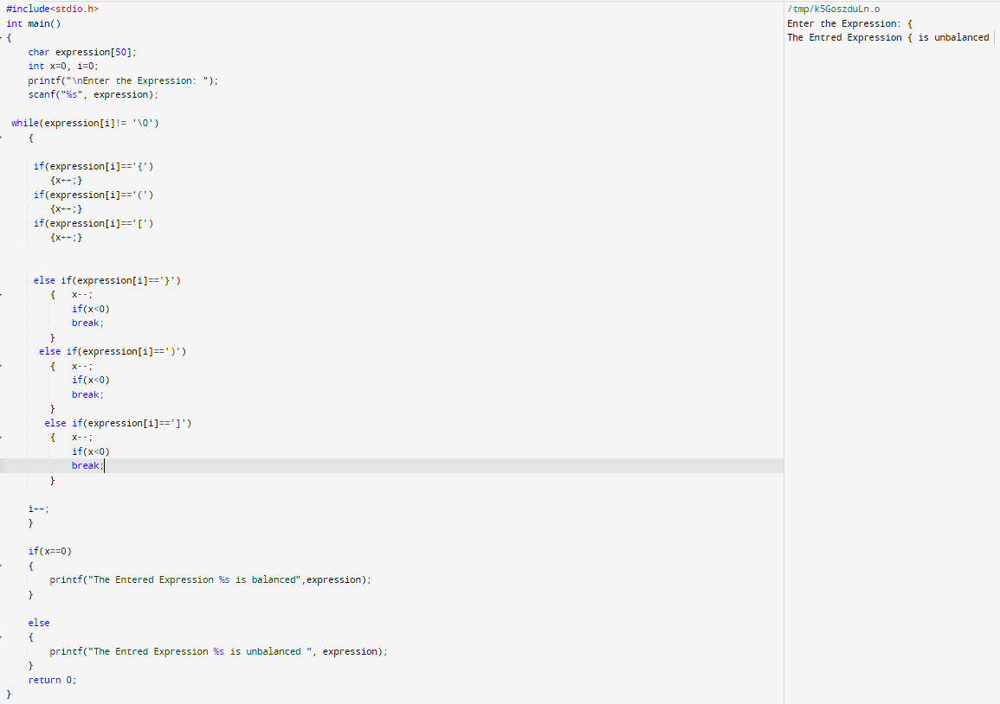 #include<stdio.h>
int main()
{
char expression[50];
int x=0, i=0;
printf("\nEnter the Expression: ");
scanf("%s", expression);
while(expression[i]!= '\0')
{
if(expression[i]=='{')
{x++;}
if(expression[i]=='(')
{x++;}
if(expression[i]=='[')
{x++;}
else if(expression[i]=='}')
{ x--;
if(x<0)
break;
}
else if(expression[i]==')')
{ x--;
if(x<0)
break;
}
else if(expression[i]==']')
{ x--;
if(x<0)
break;
}
i++;
}
if(x==0)
{
printf("The Entered Expression %s is balanced",expression);
}
else
{
printf("The Entred Expression %s is unbalanced ", expression);
}
return 0;
}
/tmp/k5GoszduLn.o
Enter the Expression: {
The Entred Expression { is unbalanced